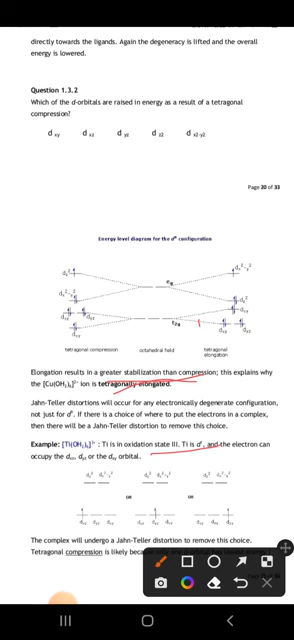 directly towards the ligands. Again the degeneracy is lifted and the overall
energy is lowered.
Question 1.3.2
Which of the d-orbitals are raised in energy as a result of a tetragonal
compression?
d xy d xz d yz d z2 d x2-y2
Page 20 of 33
Energy level diagram for the d⁹ configuration
e g
t 2g
tetragonal compression octahedral field tetragonal
elongation
Elongation results in a greater stabilization than compression; this explains why
the [Cu(OH₂)₆]²⁺ ion is tetragonally elongated.
Jahn-Teller distortions will occur for any electronically degenerate configuration,
not just for d⁹. If there is a choice of where to put the electrons in a complex,
then there will be a Jahn-Teller distortion to remove this choice.
Example: [Ti(OH₂)₆]³⁺ : Ti is in oxidation state III. Ti is d¹, and the electron can
occupy the dxz, dyz or the dxy orbital.
OR OR
The complex will undergo a Jahn-Teller distortion to remove this choice.
Tetragonal compression is likely